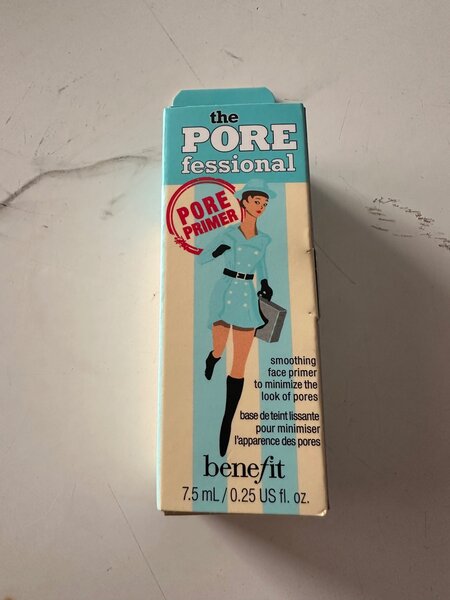 the
PORE
fessional
PORE
PRIMER
smoothing
face primer
to minimize the
look of pores
base de teint lissante
pour minimiser
l'apparence des pores
benefit
7.5 mL / 0.25 US fl. oz.